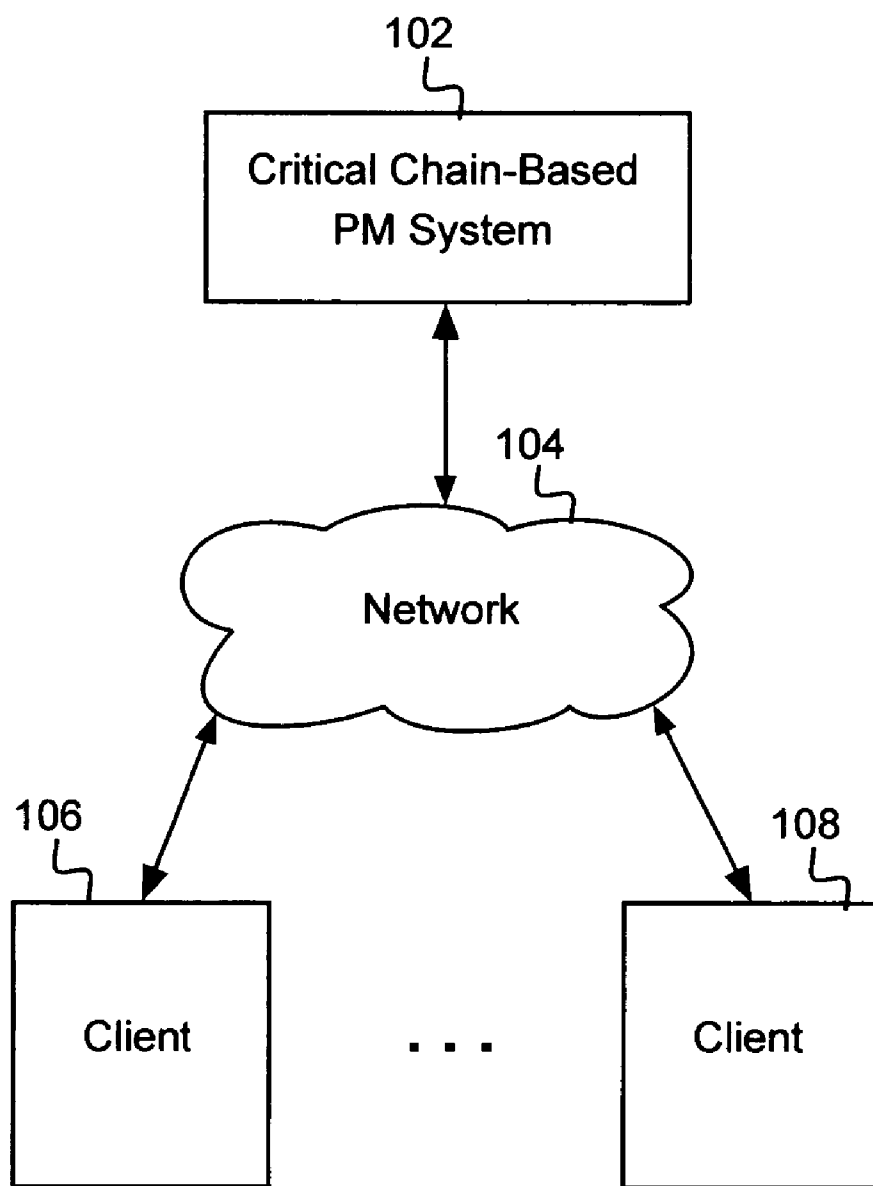 102
Critical Chain-Based
PM System
104
Network
106
108
Client
. . .
Client